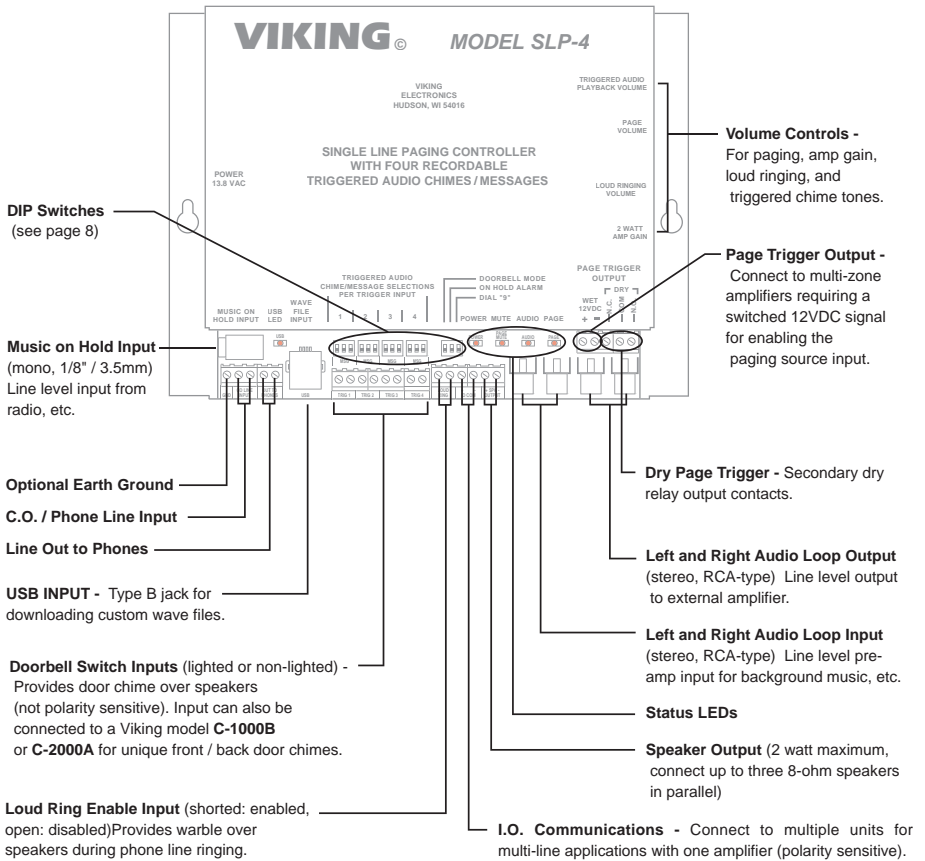 VIKING ©
MODEL SLP-4
VIKING
ELECTRONICS
HUDSON, WI 54016
TRIGGERED AUDIO
PLAYBACK VOLUME
PAGE
VOLUME
SINGLE LINE PAGING CONTROLLER
WITH FOUR RECORDABLE
TRIGGERED AUDIO CHIMES / MESSAGES
POWER
13.8 VAC
LOUD RINGING
VOLUME
2 WATT
AMP GAIN
Volume Controls -
For paging, amp gain,
loud ringing, and
triggered chime tones.
DIP Switches
(see page 8)
Page Trigger Output -
Connect to multi-zone
amplifiers requiring a
switched 12VDC signal
for enabling the
paging source input.
TRIGGERED AUDIO
CHIME/MESSAGE SELECTIONS
PER TRIGGER INPUT
1 2 3 4
DOORBELL MODE
ON HOLD ALARM
DIAL "9"
PAGE TRIGGER
OUTPUT
DRY
WET
12VDC
+ −
N.C.
COM
N.O.
MUSIC ON
HOLD INPUT
USB
LED
WAVE
FILE
INPUT
POWER MUTE AUDIO PAGE
USB
POWER
PAGE
MUTE
AUDIO
PAGE
MSG MSG MSG MSG
GND
USB
TRIG 1 TRIG 2 TRIG 3 TRIG 4
Music on Hold Input
(mono, 1/8" / 3.5mm)
Line level input from
radio, etc.
Optional Earth Ground
C.O. / Phone Line Input
Line Out to Phones
USB INPUT - Type B jack for
downloading custom wave files.
Doorbell Switch Inputs (lighted or non-lighted) -
Provides door chime over speakers
(not polarity sensitive). Input can also be
connected to a Viking model C-1000B
or C-2000A for unique front / back door chimes.
Loud Ring Enable Input (shorted: enabled,
open: disabled)Provides warble over
speakers during phone line ringing.
Dry Page Trigger - Secondary dry
relay output contacts.
Left and Right Audio Loop Output
(stereo, RCA-type) Line level output
to external amplifier.
Left and Right Audio Loop Input
(stereo, RCA-type) Line level pre-
amp input for background music, etc.
Status LEDs
Speaker Output (2 watt maximum,
connect up to three 8-ohm speakers
in parallel)
I.O. Communications - Connect to multiple units for
multi-line applications with one amplifier (polarity sensitive).